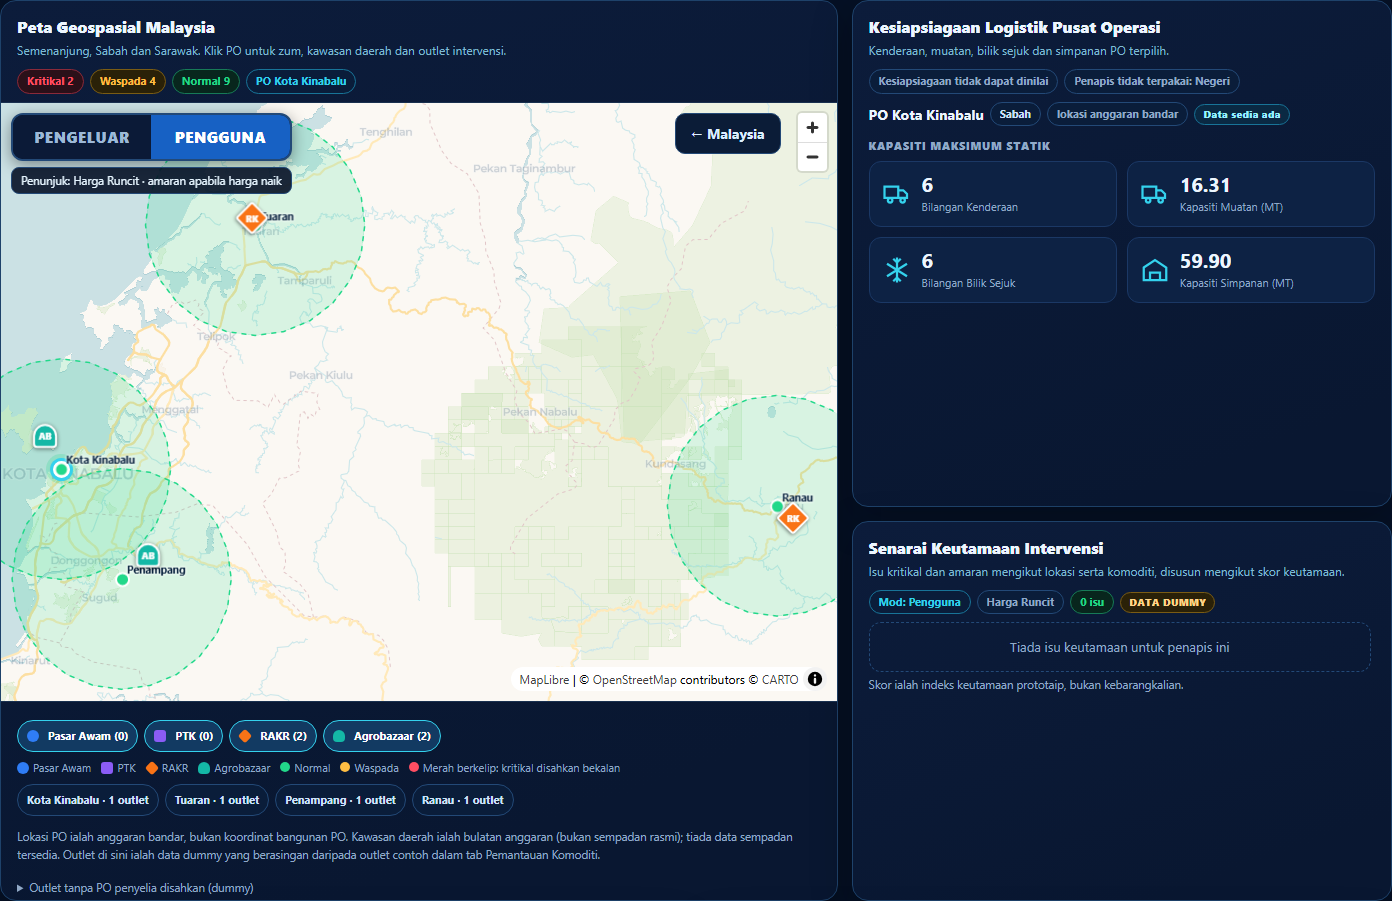 Peta Geospasial Malaysia
Semenanjung, Sabah dan Sarawak. Klik PO untuk zum, kawasan daerah dan outlet intervensi.
Kritikal 2
Waspada 4
Normal 9
PO Kota Kinabalu
PENGELUAR
PENGGUNA
Penunjuk: Harga Runcit · amaran apabila harga naik
← Malaysia
+
−
Tenghilan
Pekan Taginambur
RK
Tamparuli
Telipok
Pekan Kiulu
Menggatal
Pekan Nabalu
AB
Kota Kinabalu
KOTA KINABALU
Kundasang
Ranau
RK
AB
Donggongon
Penampang
Sugud
Kinarut
MapLibre | © OpenStreetMap contributors © CARTO
Pasar Awam (0)
PTK (0)
RAKR (2)
Agrobazaar (2)
Pasar Awam
PTK
RAKR
Agrobazaar
Normal
Waspada
Merah berkelip: kritikal disahkan bekalan
Kota Kinabalu · 1 outlet
Tuaran · 1 outlet
Penampang · 1 outlet
Ranau · 1 outlet
Lokasi PO ialah anggaran bandar, bukan koordinat bangunan PO. Kawasan daerah ialah bulatan anggaran (bukan sempadan rasmi); tiada data sempadan
tersedia. Outlet di sini ialah data dummy yang berasingan daripada outlet contoh dalam tab Pemantauan Komoditi.
Outlet tanpa PO penyelia disahkan (dummy)
Kesiapsiagaan Logistik Pusat Operasi
Kenderaan, muatan, bilik sejuk dan simpanan PO terpilih.
Kesiapsiagaan tidak dapat dinilai
Penapis tidak terpakai: Negeri
PO Kota Kinabalu
Sabah
lokasi anggaran bandar
Data sedia ada
KAPASITI MAKSIMUM STATIK
6
Bilangan Kenderaan
16.31
Kapasiti Muatan (MT)
6
Bilangan Bilik Sejuk
59.90
Kapasiti Simpanan (MT)
Senarai Keutamaan Intervensi
Isu kritikal dan amaran mengikut lokasi serta komoditi, disusun mengikut skor keutamaan.
Mod: Pengguna
Harga Runcit
0 isu
DATA DUMMY
Tiada isu keutamaan untuk penapis ini
Skor ialah indeks keutamaan prototaip, bukan kebarangkalian.